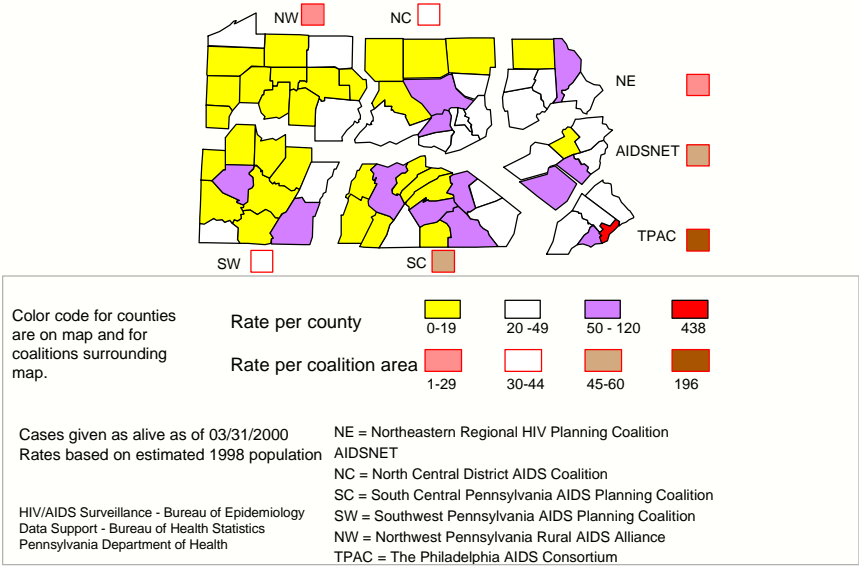 NW
NC
NE
AIDSNET
TPAC
SW
SC
Color code for counties
are on map and for
coalitions surrounding
map.
Rate per county
0-19
20 -49
50 - 120
438
Rate per coalition area
1-29
30-44
45-60
196
Cases given as alive as of 03/31/2000
Rates based on estimated 1998 population
HIV/AIDS Surveillance - Bureau of Epidemiology
Data Support - Bureau of Health Statistics
Pennsylvania Department of Health
NE = Northeastern Regional HIV Planning Coalition
AIDSNET
NC = North Central District AIDS Coalition
SC = South Central Pennsylvania AIDS Planning Coalition
SW = Southwest Pennsylvania AIDS Planning Coalition
NW = Northwest Pennsylvania Rural AIDS Alliance
TPAC = The Philadelphia AIDS Consortium